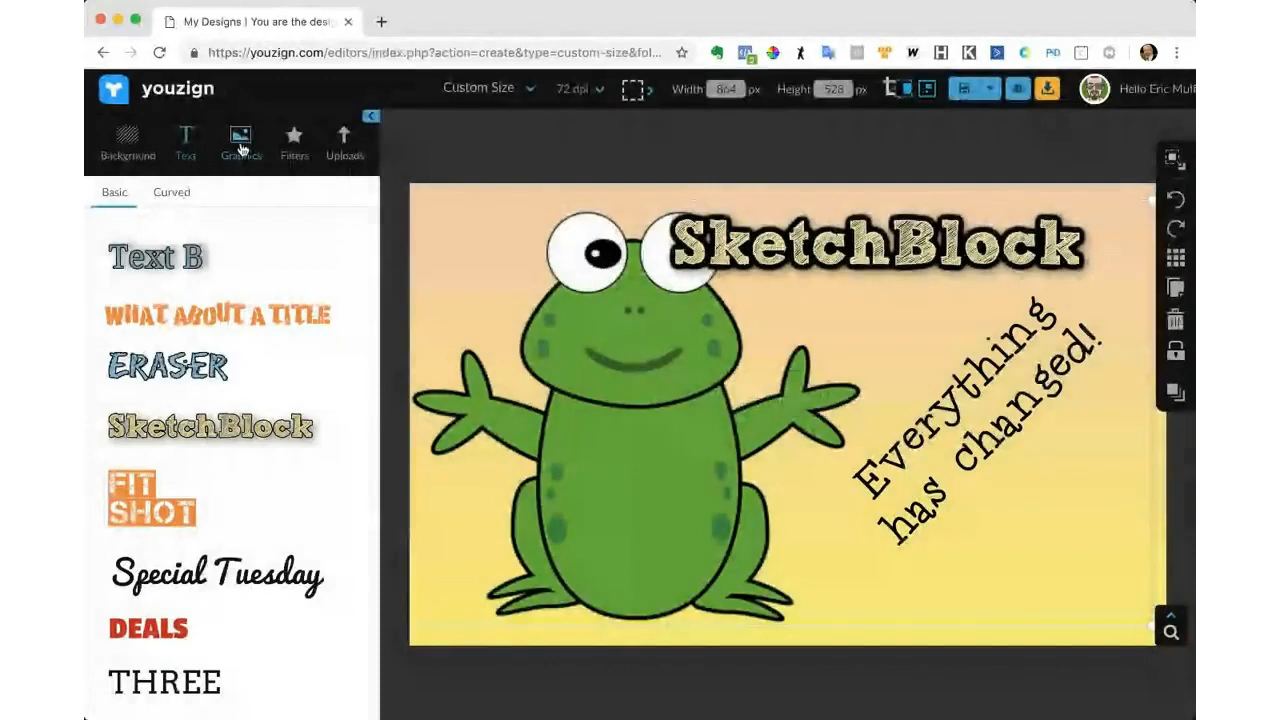 My Designs | You are the desi
https://youzign.com/editors/index.php?action=create&type=custom-size&fol...
youzign
Custom Size
72 dpi
Width 864 px
Height 528 px
Hello Eric Mull
Background
Text
Graphics
Filters
Uploads
Basic
Curved
Text B
WHAT ABOUT A TITLE
ERASER
SketchBlock
FIT
SHOT
Special Tuesday
DEALS
THREE
SketchBlock
Everything
has changed!